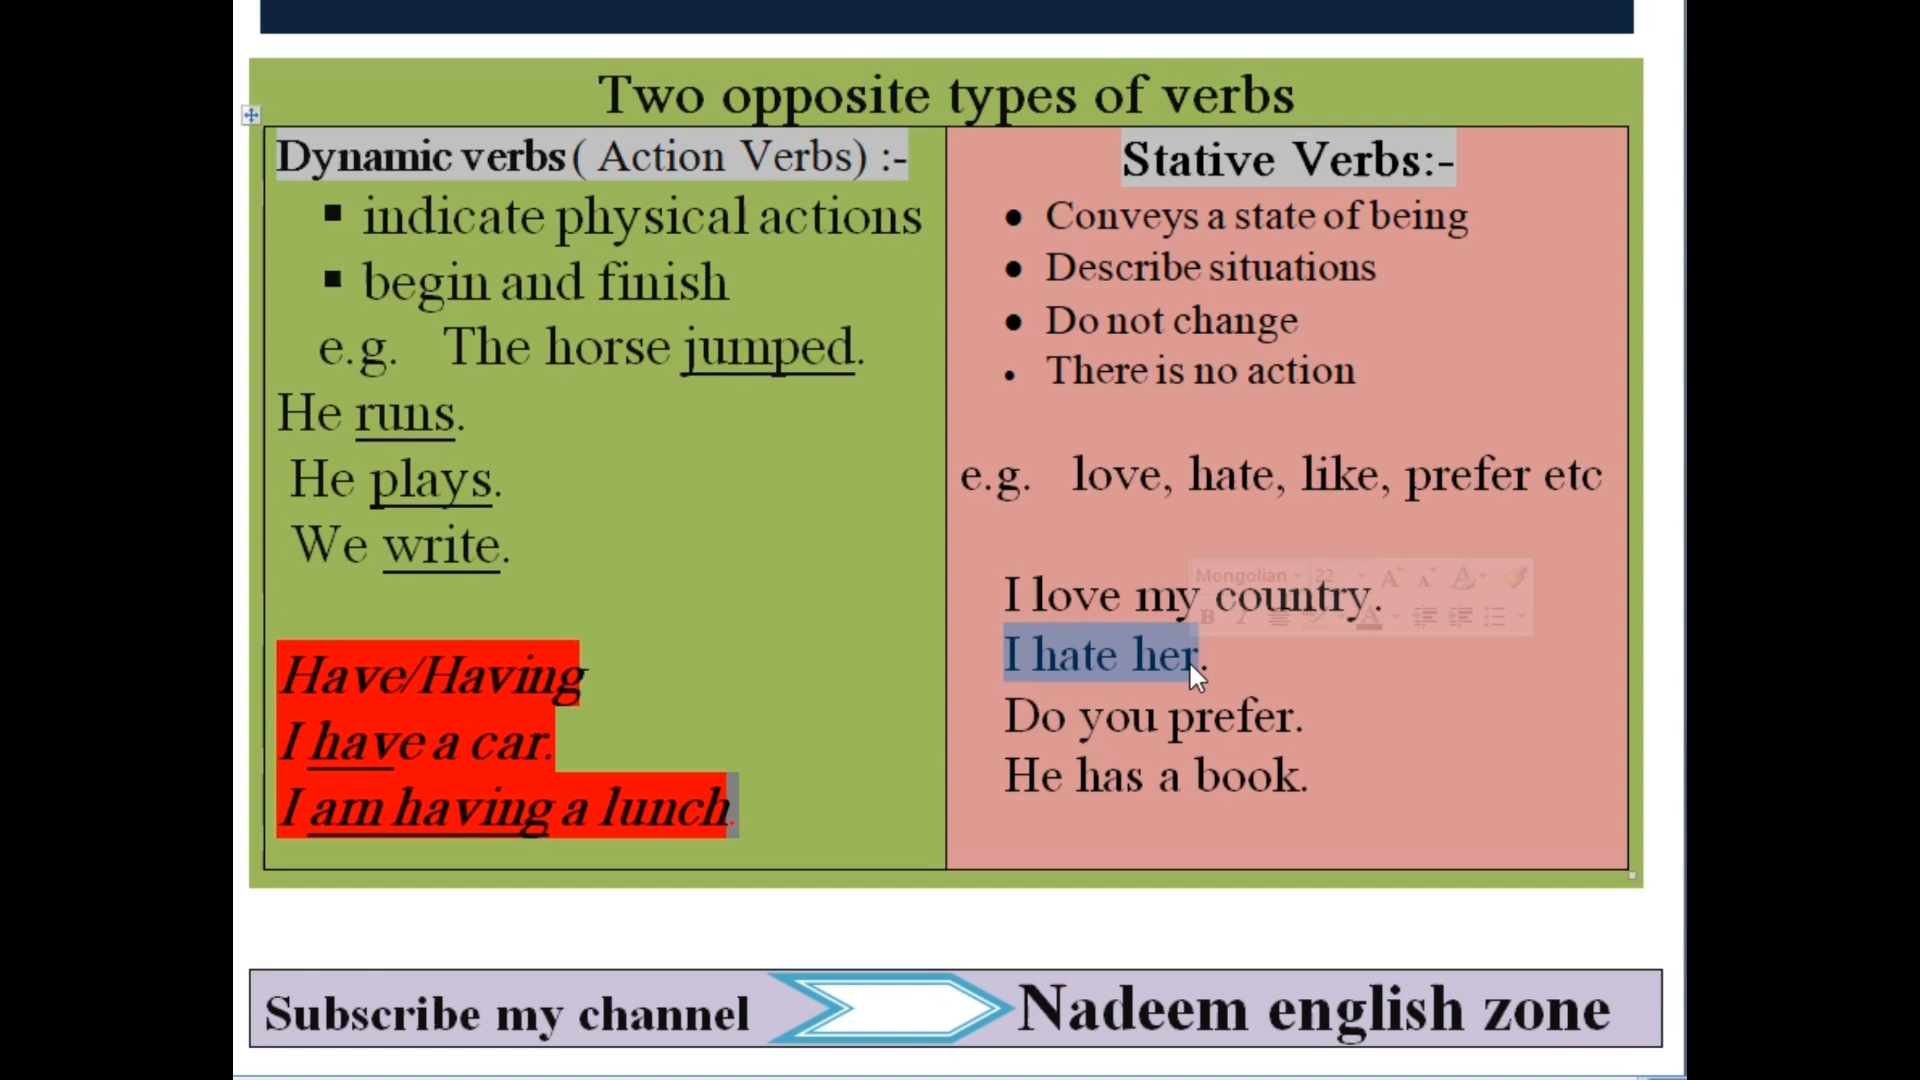 Two opposite types of verbs
Dynamic verbs ( Action Verbs) :-
▪ indicate physical actions
▪ begin and finish
e.g. The horse jumped.
He runs.
He plays.
We write.
Have/Having
I have a car.
I am having a lunch.
Stative Verbs:-
• Conveys a state of being
• Describe situations
• Do not change
• There is no action
e.g. love, hate, like, prefer etc
Mongolian 22
I love my country.
I hate her.
Do you prefer.
He has a book.
Subscribe my channel
Nadeem english zone